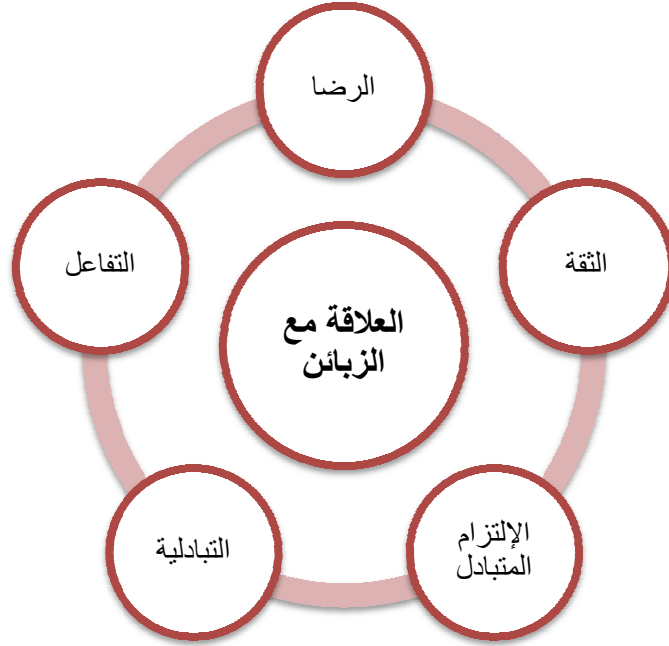 الرضا
الثقة
التفاعل
العلاقة مع
الزبائن
الإلتزام
المتبادل
التبادلية